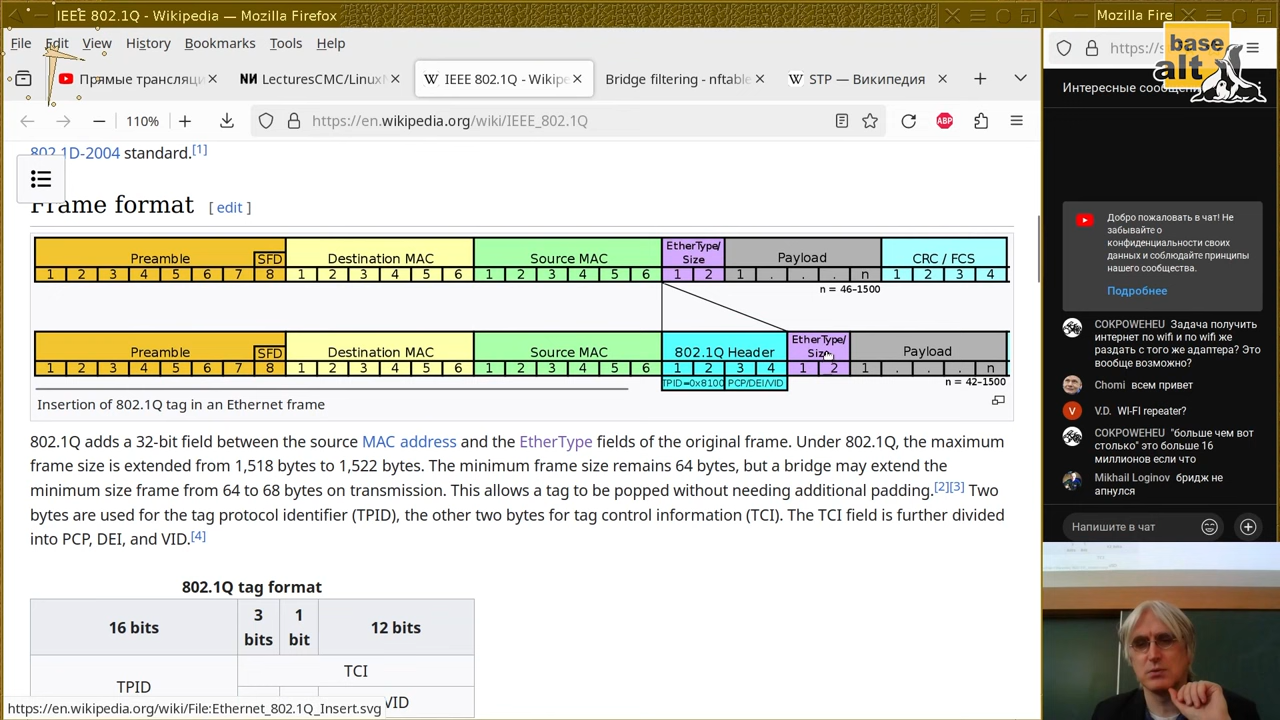 IEEE 802.1Q - Wikipedia — Mozilla Firefox
Mozilla Fire
File Edit View History Bookmarks Tools Help
https://s
base
alt
Прямые трансляц
LecturesCMC/LinuxN
IEEE 802.1Q - Wikipe
Bridge filtering - nftable
STP — Википедия
110%
https://en.wikipedia.org/wiki/IEEE_802.1Q
ABP
Интересные сообщени
802.1D-2004 standard.[1]
Frame format [ edit ]
Preamble SFD Destination MAC Source MAC EtherType/ Size Payload CRC / FCS
1 2 3 4 5 6 7 8 1 2 3 4 5 6 1 2 3 4 5 6 1 2 1 . . . n 1 2 3 4
n = 46–1500
Preamble SFD Destination MAC Source MAC 802.1Q Header EtherType/ Size Payload
1 2 3 4 5 6 7 8 1 2 3 4 5 6 1 2 3 4 5 6 1 2 3 4 1 2 1 . . . n
TPID=0x8100 PCP/DEI/VID
n = 42–1500
Insertion of 802.1Q tag in an Ethernet frame
802.1Q adds a 32-bit field between the source MAC address and the EtherType fields of the original frame. Under 802.1Q, the maximum
frame size is extended from 1,518 bytes to 1,522 bytes. The minimum frame size remains 64 bytes, but a bridge may extend the
minimum size frame from 64 to 68 bytes on transmission. This allows a tag to be popped without needing additional padding.[2][3] Two
bytes are used for the tag protocol identifier (TPID), the other two bytes for tag control information (TCI). The TCI field is further divided
into PCP, DEI, and VID.[4]
802.1Q tag format
16 bits 3 bits 1 bit 12 bits
TPID TCI
VID
https://en.wikipedia.org/wiki/File:Ethernet_802.1Q_Insert.svg
Добро пожаловать в чат! Не
забывайте о
конфиденциальности своих
данных и соблюдайте принципы
нашего сообщества.
Подробнее
COKPOWEHEU Задача получить
интернет по wifi и по wifi же
раздать с того же адаптера? Это
вообще возможно?
Chomi всем привет
V
V.D. WI-FI repeater?
COKPOWEHEU "больше чем вот
столько" это больше 16
миллионов если что
Mikhail Loginov бридж не
апнулся
Напишите в чат